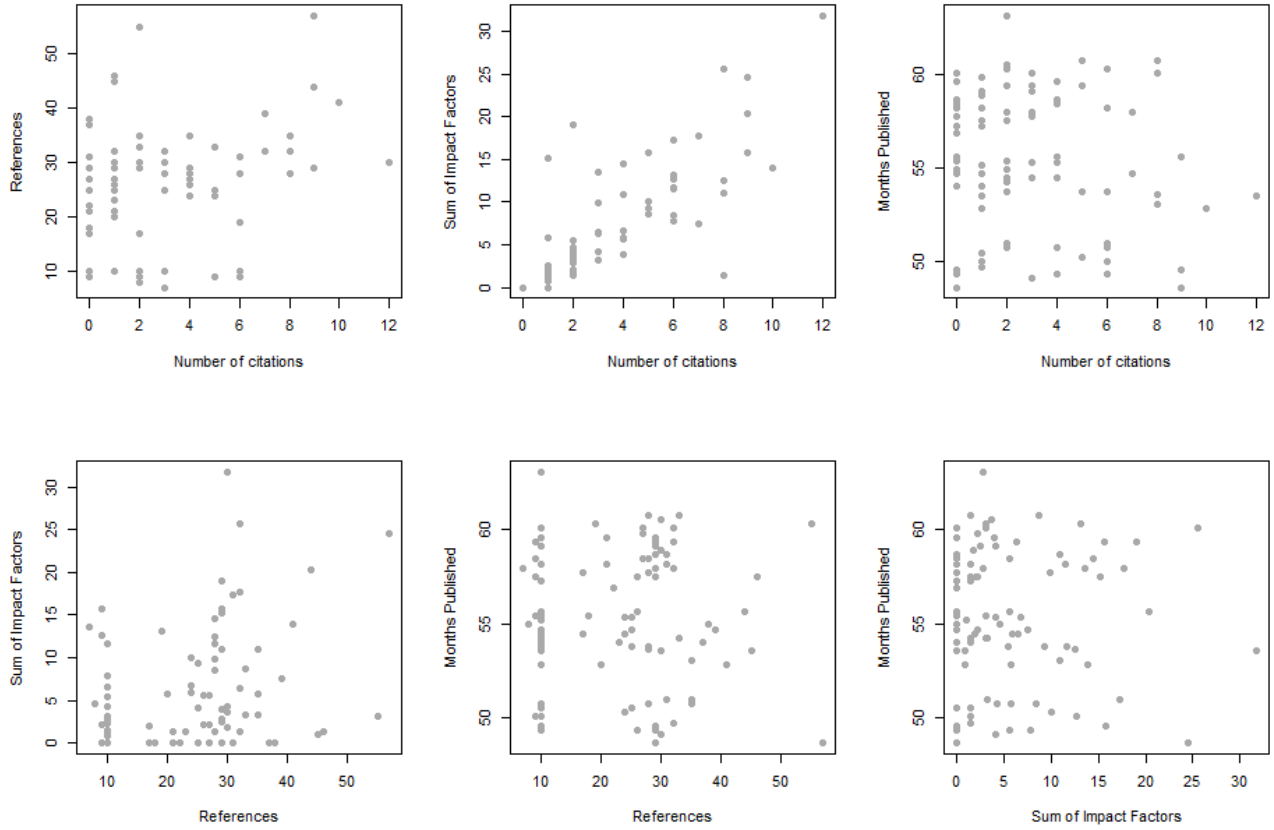 References
50
40
30
20
10
0 2 4 6 8 10 12
Number of citations
Sum of Impact Factors
30
25
20
15
10
5
0
0 2 4 6 8 10 12
Number of citations
Months Published
60
55
50
0 2 4 6 8 10 12
Number of citations
Sum of Impact Factors
30
25
20
15
10
5
0
10 20 30 40 50
References
Months Published
60
55
50
10 20 30 40 50
References
Months Published
60
55
50
0 5 10 15 20 25 30
Sum of Impact Factors